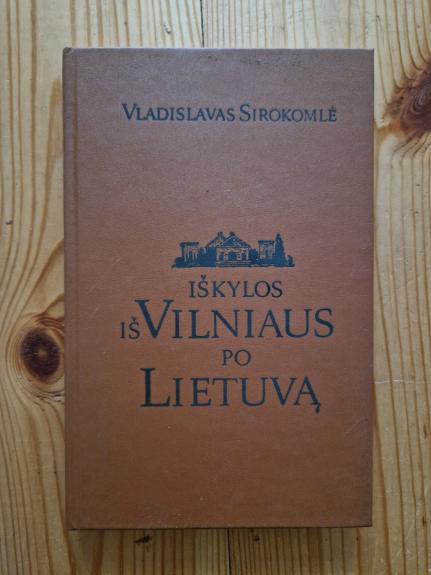 VLADISLAVAS SIROKOMLĖ
IŠKYLOS
IŠ VILNIAUS
PO
LIETUVĄ